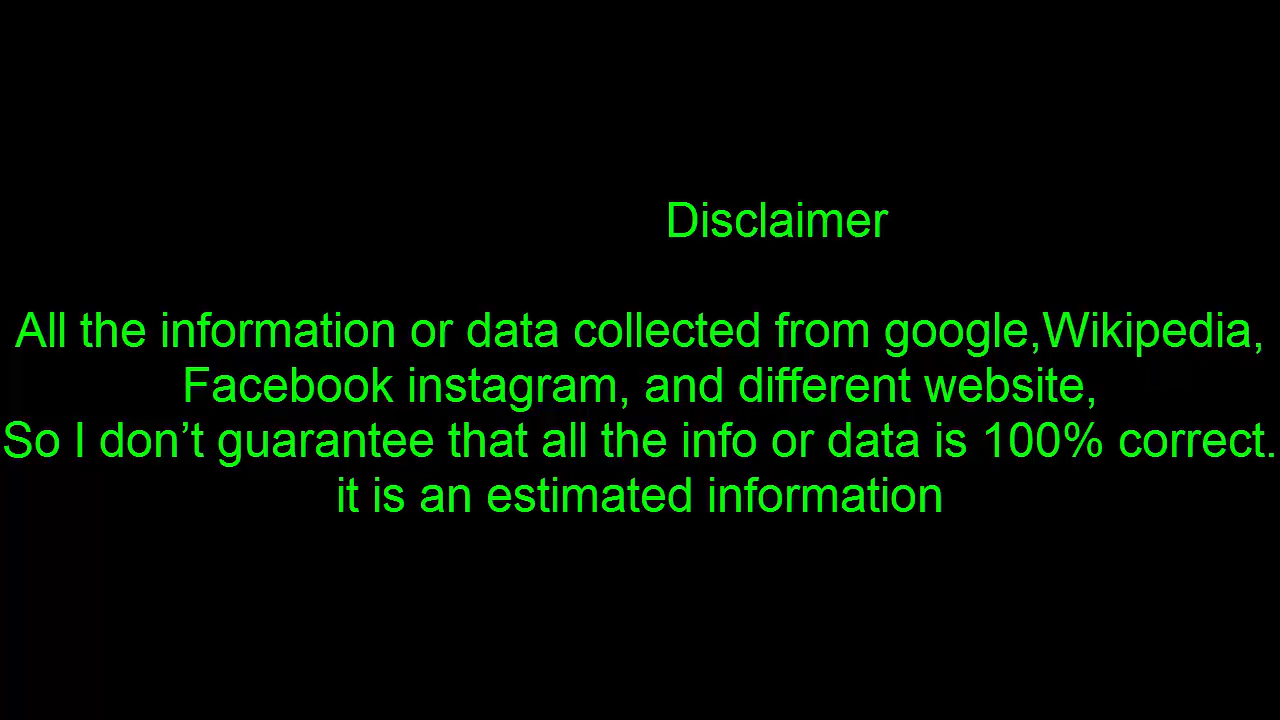 Disclaimer
All the information or data collected from google,Wikipedia,
Facebook instagram, and different website,
So I don’t guarantee that all the info or data is 100% correct.
it is an estimated information